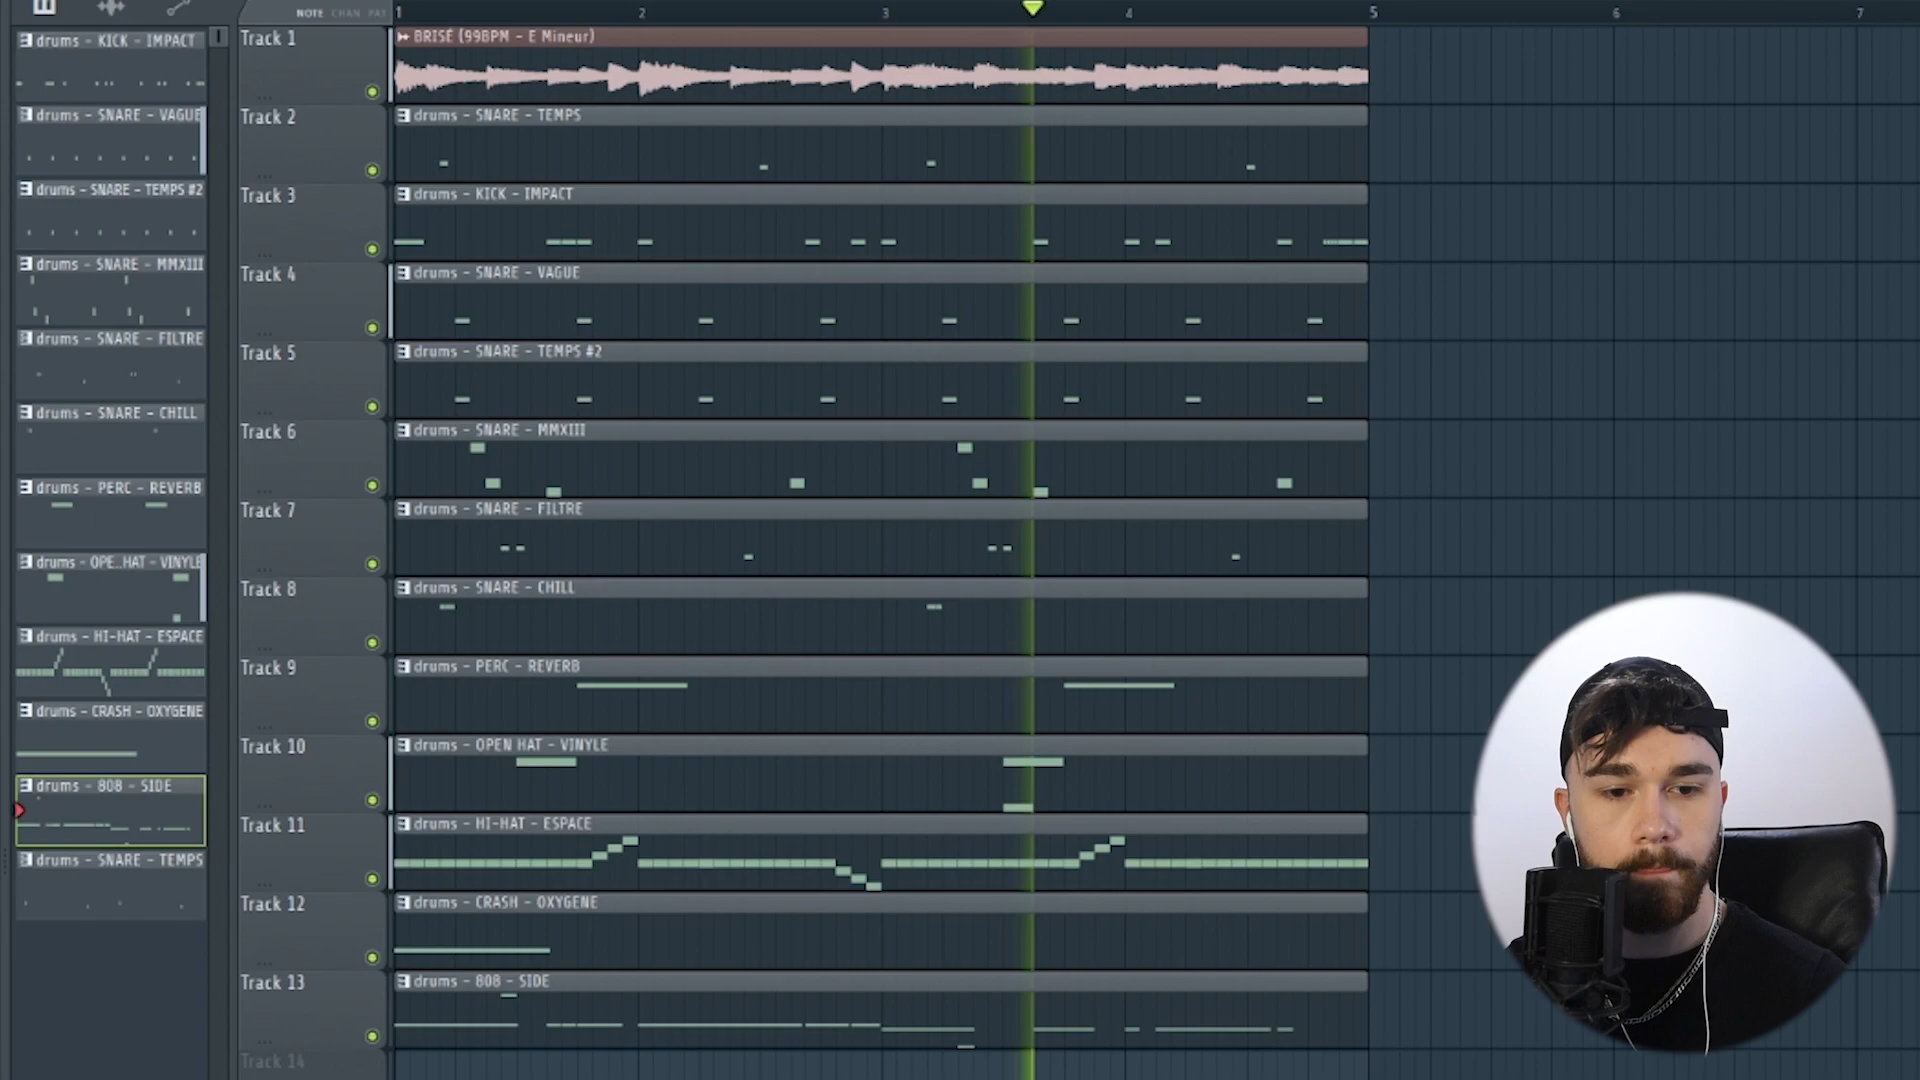 NOTE CHAN PAT
1 2 3 4 5 6 7
drums - KICK - IMPACT
drums - SNARE - VAGUE
drums - SNARE - TEMPS #2
drums - SNARE - MMXIII
drums - SNARE - FILTRE
drums - SNARE - CHILL
drums - PERC - REVERB
drums - OPE..HAT - VINYLE
drums - HI-HAT - ESPACE
drums - CRASH - OXYGENE
drums - 808 - SIDE
drums - SNARE - TEMPS
Track 1
BRISÉ (99BPM - E Mineur)
Track 2
drums - SNARE - TEMPS
Track 3
drums - KICK - IMPACT
Track 4
drums - SNARE - VAGUE
Track 5
drums - SNARE - TEMPS #2
Track 6
drums - SNARE - MMXIII
Track 7
drums - SNARE - FILTRE
Track 8
drums - SNARE - CHILL
Track 9
drums - PERC - REVERB
Track 10
drums - OPEN HAT - VINYLE
Track 11
drums - HI-HAT - ESPACE
Track 12
drums - CRASH - OXYGENE
Track 13
drums - 808 - SIDE
Track 14